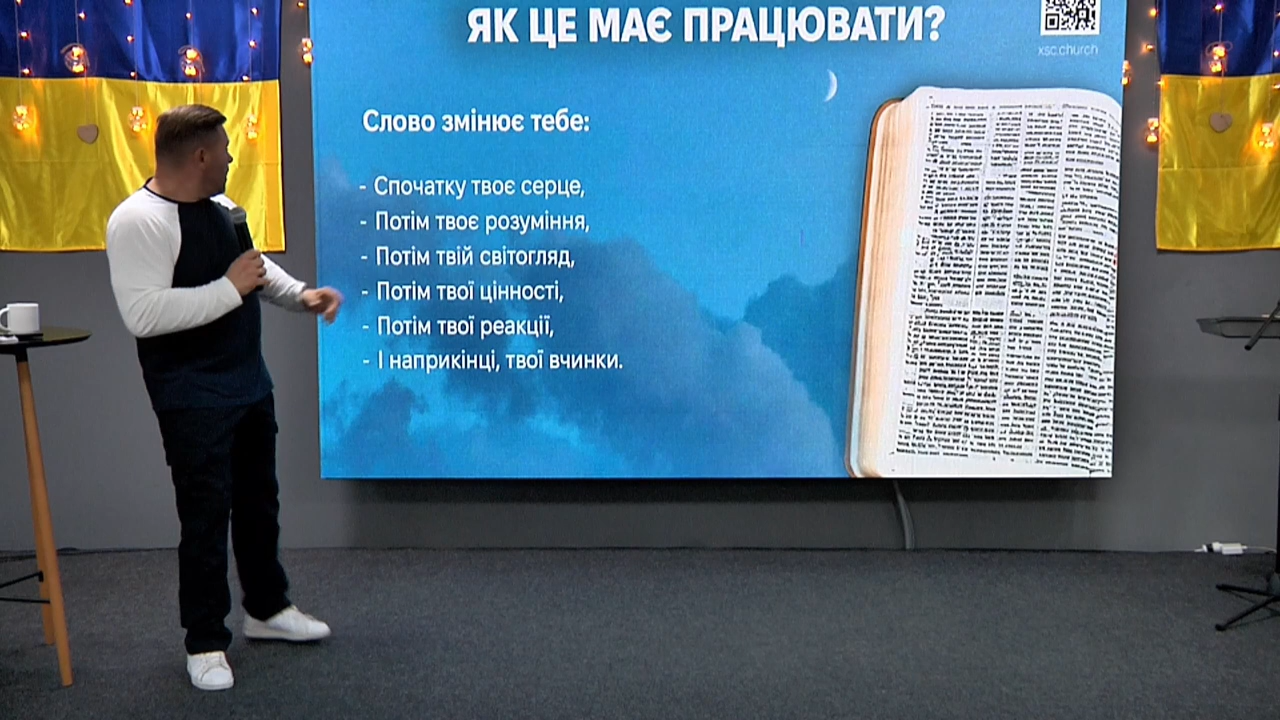 ЯК ЦЕ МАЄ ПРАЦЮВАТИ?
xsc.church
Слово змінює тебе:
- Спочатку твоє серце,
- Потім твоє розуміння,
- Потім твій світогляд,
- Потім твої цінності,
- Потім твої реакції,
- І наприкінці, твої вчинки.